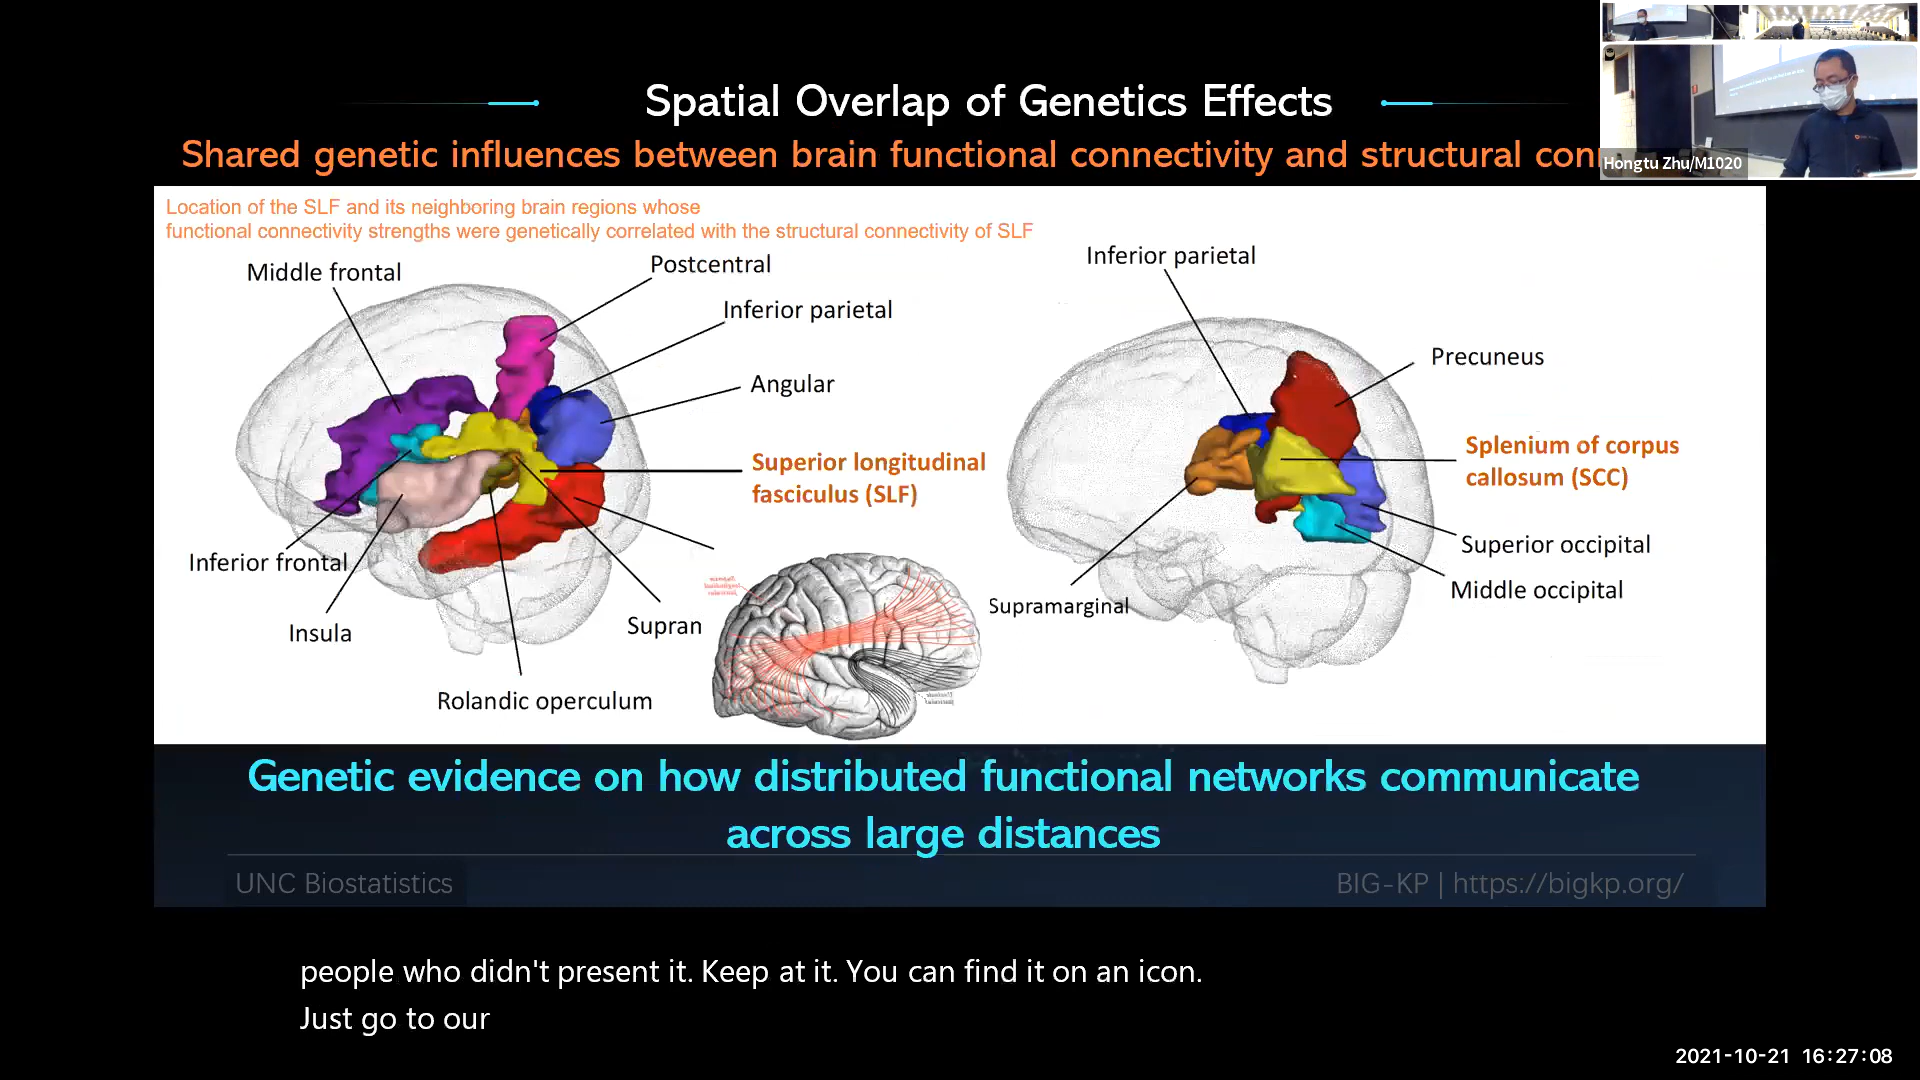 Spatial Overlap of Genetics Effects
Shared genetic influences between brain functional connectivity and structural con
Hongtu Zhu/M1020
Location of the SLF and its neighboring brain regions whose
functional connectivity strengths were genetically correlated with the structural connectivity of SLF
Middle frontal
Postcentral
Inferior parietal
Angular
Superior longitudinal
fasciculus (SLF)
Inferior frontal
Insula
Supran
Rolandic operculum
Inferior parietal
Precuneus
Splenium of corpus
callosum (SCC)
Superior occipital
Middle occipital
Supramarginal
Genetic evidence on how distributed functional networks communicate
across large distances
UNC Biostatistics
BIG-KP | https://bigkp.org/
people who didn't present it. Keep at it. You can find it on an icon.
Just go to our
2021-10-21 16:27:08